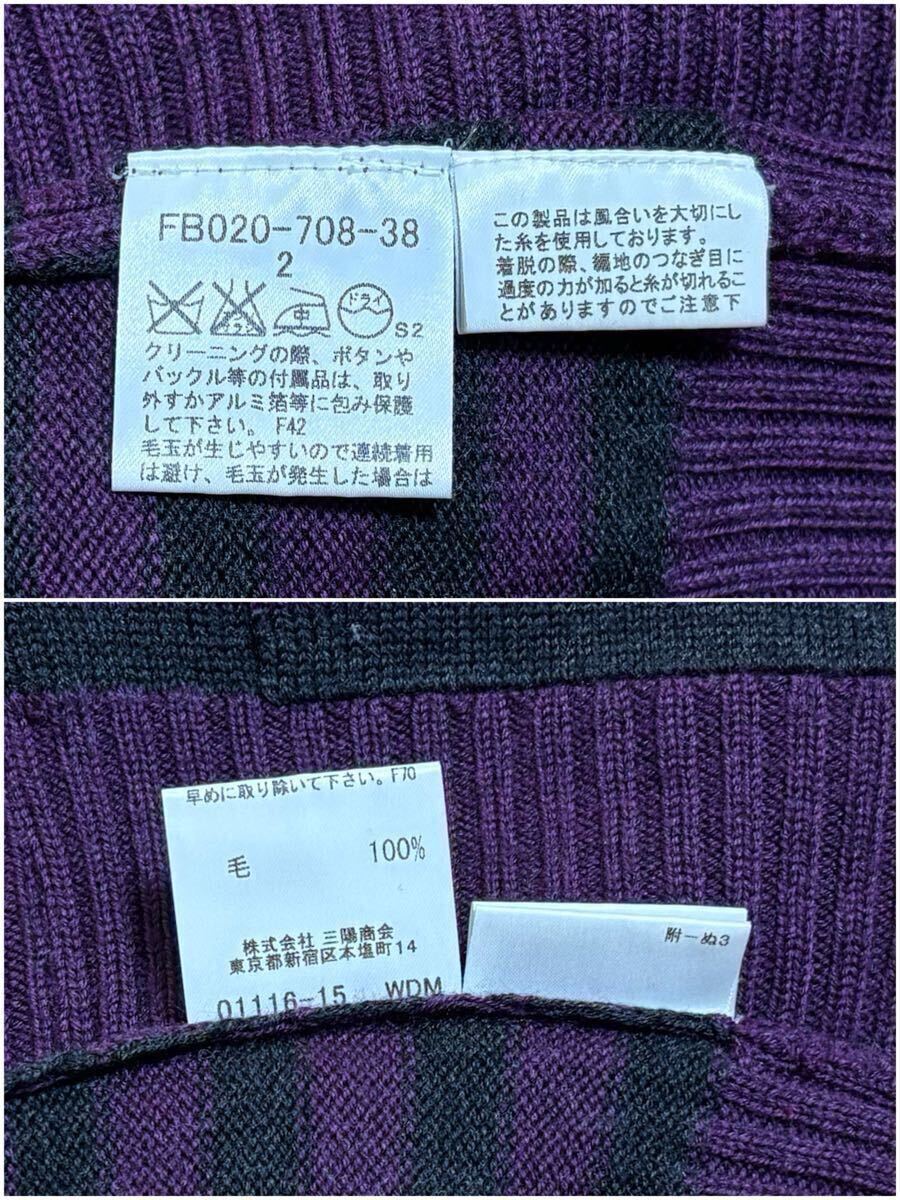 FB020-708-38
2
ドライ
エンソ
サラシ
中
S2
クリーニングの際、ボタンや
バックル等の付属品は、取り
外すかアルミ箔等に包み保護
して下さい。 F42
毛玉が生じやすいので連続着用
は避け、毛玉が発生した場合は
この製品は風合いを大切にし
た糸を使用しております。
着脱の際、編地のつなぎ目に
過度の力が加ると糸が切れるこ
とがありますのでご注意下
早めに取り除いて下さい。F70
毛 100%
株式会社 三陽商会
東京都新宿区本塩町14
01116-15 WDM
附ーぬ3